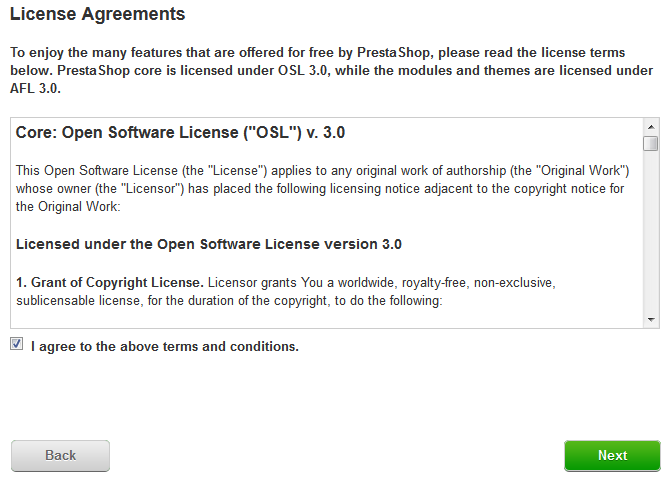 License Agreements
To enjoy the many features that are offered for free by PrestaShop, please read the license terms
below. PrestaShop core is licensed under OSL 3.0, while the modules and themes are licensed under
AFL 3.0.
Core: Open Software License ("OSL") v. 3.0
This Open Software License (the "License") applies to any original work of authorship (the "Original Work")
whose owner (the "Licensor") has placed the following licensing notice adjacent to the copyright notice for
the Original Work:
Licensed under the Open Software License version 3.0
1. Grant of Copyright License. Licensor grants You a worldwide, royalty-free, non-exclusive,
sublicensable license, for the duration of the copyright, to do the following:
I agree to the above terms and conditions.
Back
Next